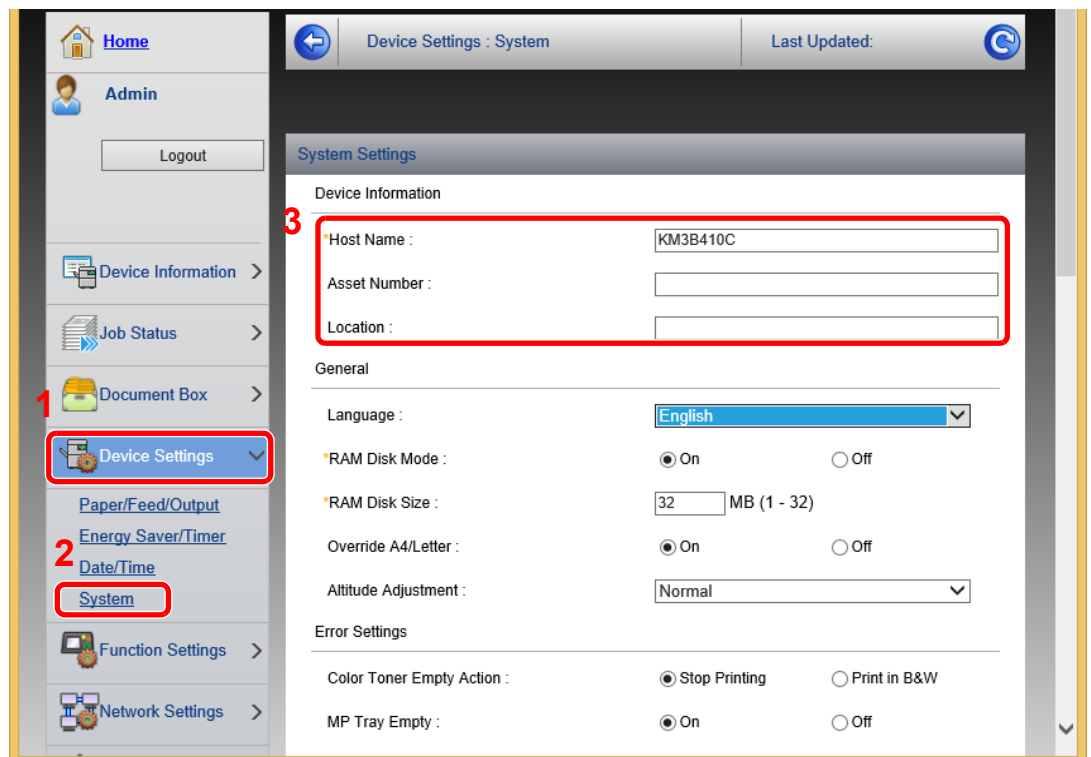 Home
Admin
Logout
Device Information
Job Status
1
Document Box
Device Settings
Paper/Feed/Output
Energy Saver/Timer
2
Date/Time
System
Function Settings
Network Settings
Device Settings : System Last Updated:
System Settings
Device Information
3
*Host Name : KM3B410C
Asset Number :
Location :
General
Language : English
*RAM Disk Mode : On Off
*RAM Disk Size : 32 MB (1 - 32)
Override A4/Letter : On Off
Altitude Adjustment : Normal
Error Settings
Color Toner Empty Action : Stop Printing Print in B&W
MP Tray Empty : On Off